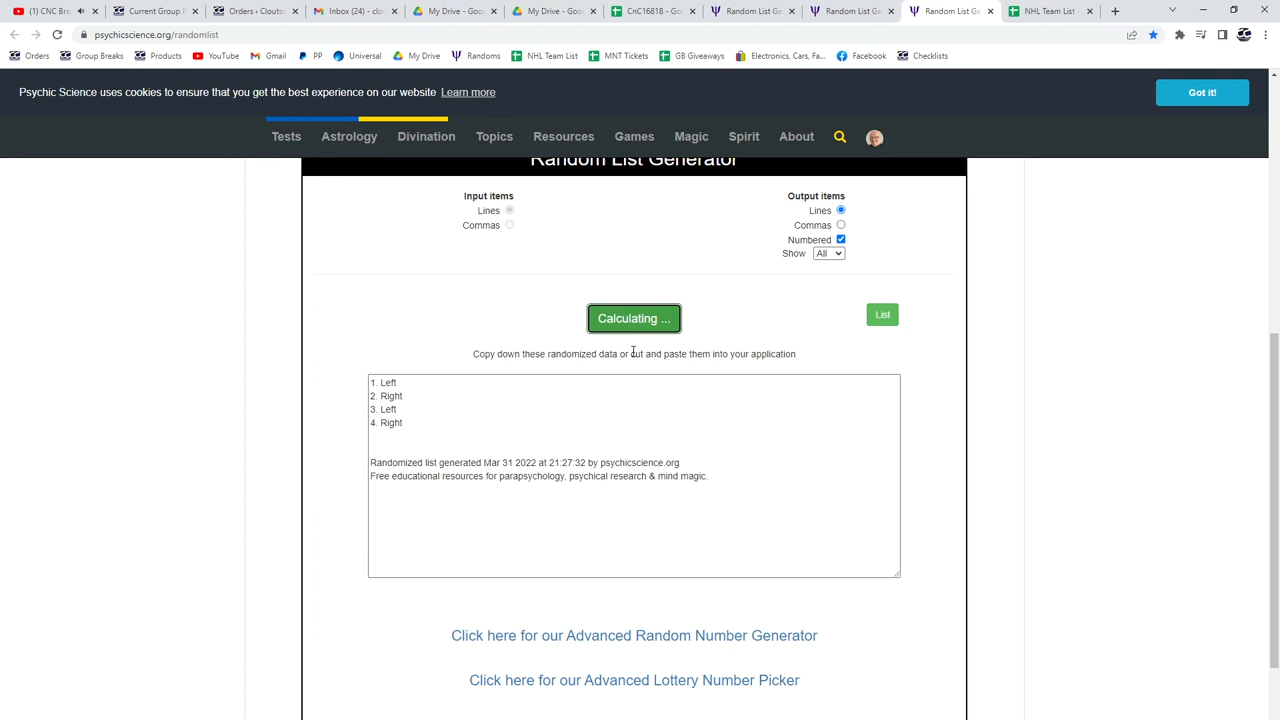 (1) CNC Bre
Current Group
Orders - Clouts
Inbox (24) - clo
My Drive - Goo
My Drive - Goo
CnC16818 - Goo
Random List Ge
Random List Ge
Random List Ge
NHL Team List -
psychicscience.org/randomlist
Orders
Group Breaks
Products
YouTube
Gmail
PP
Universal
My Drive
Randoms
NHL Team List
MNT Tickets
GB Giveaways
Electronics, Cars, Fa...
Facebook
Checklists
Psychic Science uses cookies to ensure that you get the best experience on our website Learn more
Got it!
Tests
Astrology
Divination
Topics
Resources
Games
Magic
Spirit
About
Random List Generator
Input items
Output items
Lines
Lines
Commas
Commas
Numbered
Show All
Calculating ...
List
Copy down these randomized data or cut and paste them into your application
1. Left
2. Right
3. Left
4. Right
Randomized list generated Mar 31 2022 at 21:27:32 by psychicscience.org
Free educational resources for parapsychology, psychical research & mind magic.
Click here for our Advanced Random Number Generator
Click here for our Advanced Lottery Number Picker